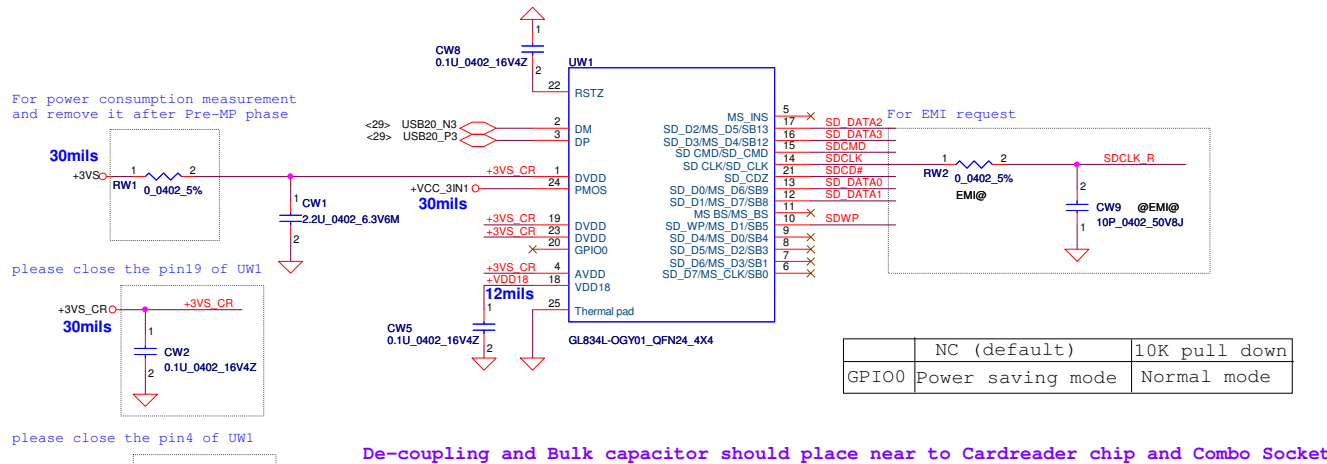 1
CW8
0.1U_0402_16V4Z
2
UW1
22 RSTZ
For power consumption measurement
and remove it after Pre-MP phase
<29> USB20_N3 2 DM
<29> USB20_P3 3 DP
30mils
+3VS 1 2
RW1 0_0402_5%
+3VS_CR 1 DVDD
+VCC_3IN1 24 PMOS
30mils
1
CW1
2.2U_0402_6.3V6M
2
+3VS_CR 19 DVDD
+3VS_CR 23 DVDD
20 GPIO0
+3VS_CR 4 AVDD
+VDD18 18 VDD18
12mils
25 Thermal pad
1
CW5
0.1U_0402_16V4Z
2
GL834L-OGY01_QFN24_4X4
MS_INS 5
SD_D2/MS_D5/SB13 17 SD_DATA2
SD_D3/MS_D4/SB12 16 SD_DATA3
SD CMD/SD_CMD 15 SDCMD
SD CLK/SD_CLK 14 SDCLK
SD_CDZ 21 SDCD#
SD_D0/MS_D6/SB9 13 SD_DATA0
SD_D1/MS_D7/SB8 12 SD_DATA1
MS BS/MS_BS 11
SD_WP/MS_D1/SB5 10 SDWP
SD_D4/MS_D0/SB4 9
SD_D5/MS_D2/SB3 8
SD_D6/MS_D3/SB1 7
SD_D7/MS_CLK/SB0 6
For EMI request
1 2
RW2 0_0402_5%
EMI@
SDCLK_R
2
CW9 @EMI@
10P_0402_50V8J
1
please close the pin19 of UW1
+3VS_CR +3VS_CR
30mils
1
CW2
0.1U_0402_16V4Z
2
NC (default) 10K pull down
GPIO0 Power saving mode Normal mode
please close the pin4 of UW1
De-coupling and Bulk capacitor should place near to Cardreader chip and Combo Socket